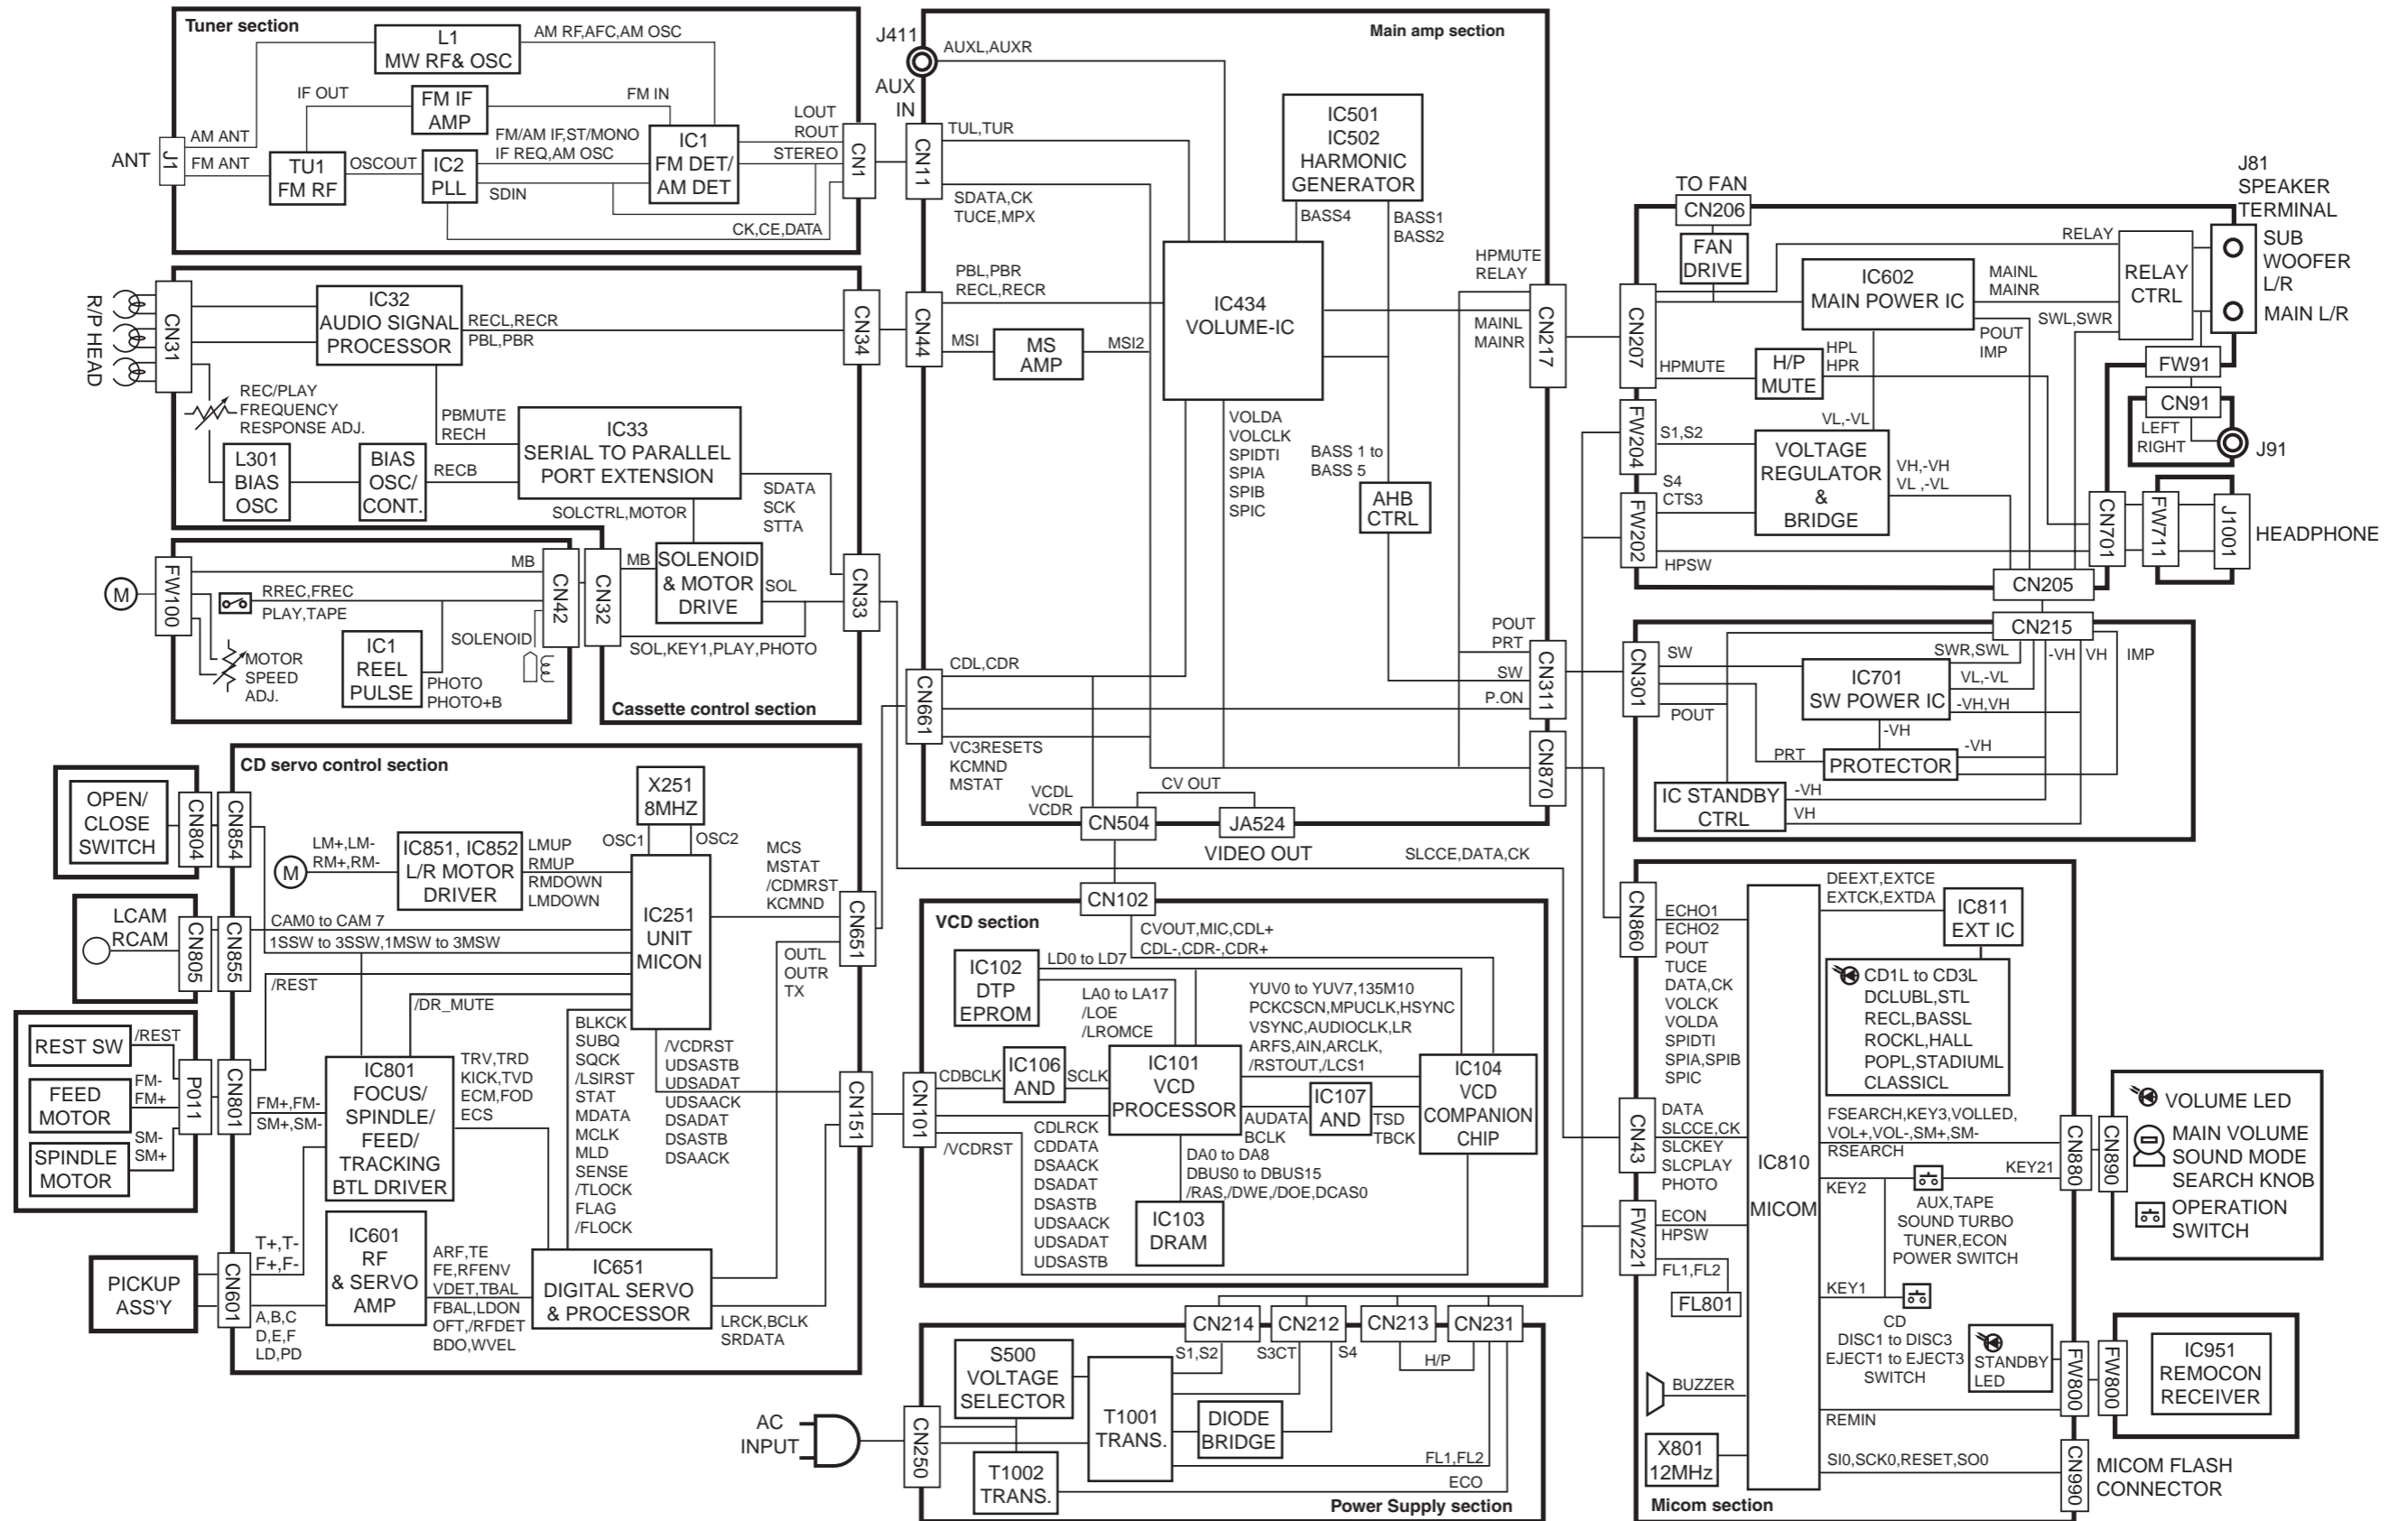 Tuner section
L1
MW RF& OSC
AM RF,AFC,AM OSC
IF OUT
FM IF
AMP
FM IN
AM ANT
ANT
J1
FM ANT
TU1
FM RF
OSCOUT
IC2
PLL
FM/AM IF,ST/MONO
IF REQ,AM OSC
SDIN
IC1
FM DET/
AM DET
LOUT
ROUT
STEREO
CK,CE,DATA
CN1
R/P HEAD
CN31
IC32
AUDIO SIGNAL
PROCESSOR
RECL,RECR
PBL,PBR
CN34
REC/PLAY
FREQUENCY
RESPONSE ADJ.
PBMUTE
RECH
L301
BIAS
OSC
BIAS
OSC/
CONT.
RECB
IC33
SERIAL TO PARALLEL
PORT EXTENSION
SDATA
SCK
STTA
SOLCTRL,MOTOR
SOLENOID
& MOTOR
DRIVE
MB
SOL
CN33
SOL,KEY1,PLAY,PHOTO
Cassette control section
M
FW100
MB
RREC,FREC
PLAY,TAPE
CN42
CN32
SOLENOID
IC1
REEL
PULSE
PHOTO
PHOTO+B
MOTOR
SPEED
ADJ.
CD servo control section
OPEN/
CLOSE
SWITCH
CN804
CN854
LCAM
RCAM
CN805
CN855
REST SW
/REST
FEED
MOTOR
FM-
FM+
SPINDLE
MOTOR
SM-
SM+
P011
CN801
PICKUP
ASS'Y
CN601
X251
8MHZ
OSC1
OSC2
LM+,LM-
RM+,RM-
M
IC851, IC852
L/R MOTOR
DRIVER
LMUP
RMUP
RMDOWN
LMDOWN
IC251
UNIT
MICON
MCS
MSTAT
/CDMRST
KCMND
CN651
CAM0 to CAM 7
1SSW to 3SSW,1MSW to 3MSW
/REST
/DR_MUTE
OUTL
OUTR
TX
FM+,FM-
SM+,SM-
IC801
FOCUS/
SPINDLE/
FEED/
TRACKING
BTL DRIVER
TRV,TRD
KICK,TVD
ECM,FOD
ECS
BLKCK
SUBQ
SQCK
/LSIRST
STAT
MDATA
MCLK
MLD
SENSE
/TLOCK
FLAG
/FLOCK
/VCDRST
UDSASTB
UDSADAT
UDSAACK
DSADAT
DSASTB
DSAACK
CN151
T+,T-
F+,F-
A,B,C
D,E,F
LD,PD
IC601
RF
& SERVO
AMP
ARF,TE
FE,RFENV
VDET,TBAL
FBAL,LDON
OFT,/RFDET
BDO,WVEL
IC651
DIGITAL SERVO
& PROCESSOR
LRCK,BCLK
SRDATA
Main amp section
J411
AUXL,AUXR
AUX
IN
CN11
TUL,TUR
SDATA,CK
TUCE,MPX
IC501
IC502
HARMONIC
GENERATOR
BASS4
BASS1
BASS2
CN44
PBL,PBR
RECL,RECR
MSI
MS
AMP
MSI2
IC434
VOLUME-IC
HPMUTE
RELAY
MAINL
MAINR
CN217
VOLDA
VOLCLK
SPIDTI
SPIA
SPIB
SPIC
BASS 1 to
BASS 5
AHB
CTRL
CN661
CDL,CDR
VC3RESETS
KCMND
MSTAT
POUT
PRT
SW
P.ON
CN311
CN870
VCDL
VCDR
CV OUT
CN504
JA524
VIDEO OUT
SLCCE,DATA,CK
CN102
VCD section
CVOUT,MIC,CDL+
CDL-,CDR-,CDR+
IC102
DTP
EPROM
LD0 to LD7
LA0 to LA17
/LOE
/LROMCE
YUV0 to YUV7,135M10
PCKCSCN,MPUCLK,HSYNC
VSYNC,AUDIOCLK,LR
ARFS,AIN,ARCLK,
/RSTOUT,/LCS1
CN101
CDBCLK
IC106
AND
SCLK
IC101
VCD
PROCESSOR
IC107
AND
AUDATA
BCLK
TSD
TBCK
IC104
VCD
COMPANION
CHIP
/VCDRST
CDLRCK
CDDATA
DSAACK
DSADAT
DSASTB
UDSAACK
UDSADAT
UDSASTB
DA0 to DA8
DBUS0 to DBUS15
/RAS,/DWE,/DOE,DCAS0
IC103
DRAM
CN214
CN212
CN213
CN231
S1,S2
S3CT
S4
H/P
S500
VOLTAGE
SELECTOR
T1001
TRANS.
DIODE
BRIDGE
AC
INPUT
CN250
T1002
TRANS.
FL1,FL2
ECO
Power Supply section
TO FAN
CN206
FAN
DRIVE
J81
SPEAKER
TERMINAL
RELAY
RELAY
CTRL
SUB
WOOFER
L/R
MAIN L/R
IC602
MAIN POWER IC
MAINL
MAINR
SWL,SWR
POUT
IMP
CN207
HPMUTE
H/P
MUTE
HPL
HPR
FW91
CN91
LEFT
RIGHT
J91
FW204
S1,S2
VL,-VL
VOLTAGE
REGULATOR
&
BRIDGE
VH,-VH
VL ,-VL
S4
CTS3
FW202
HPSW
CN701
FW711
J1001
HEADPHONE
CN205
CN215
CN301
SW
POUT
SWR,SWL
-VH
VH
IMP
IC701
SW POWER IC
VL,-VL
-VH,VH
-VH
PRT
PROTECTOR
-VH
IC STANDBY
CTRL
-VH
VH
CN860
ECHO1
ECHO2
POUT
TUCE
DATA,CK
VOLCK
VOLDA
SPIDTI
SPIA,SPIB
SPIC
DEEXT,EXTCE
EXTCK,EXTDA
IC811
EXT IC
CD1L to CD3L
DCLUBL,STL
RECL,BASSL
ROCKL,HALL
POPL,STADIUML
CLASSICL
CN43
DATA
SLCCE,CK
SLCKEY
SLCPLAY
PHOTO
IC810
MICOM
FSEARCH,KEY3,VOLLED,
VOL+,VOL-,SM+,SM-
RSEARCH
KEY2
KEY21
AUX,TAPE
SOUND TURBO
TUNER,ECON
POWER SWITCH
CN880
CN890
VOLUME LED
MAIN VOLUME
SOUND MODE
SEARCH KNOB
OPERATION
SWITCH
FW221
ECON
HPSW
FL1,FL2
FL801
KEY1
CD
DISC1 to DISC3
EJECT1 to EJECT3
SWITCH
STANDBY
LED
FW800
FW800
IC951
REMOCON
RECEIVER
BUZZER
REMIN
X801
12MHz
SI0,SCK0,RESET,SO0
CN990
MICOM FLASH
CONNECTOR
Micom section